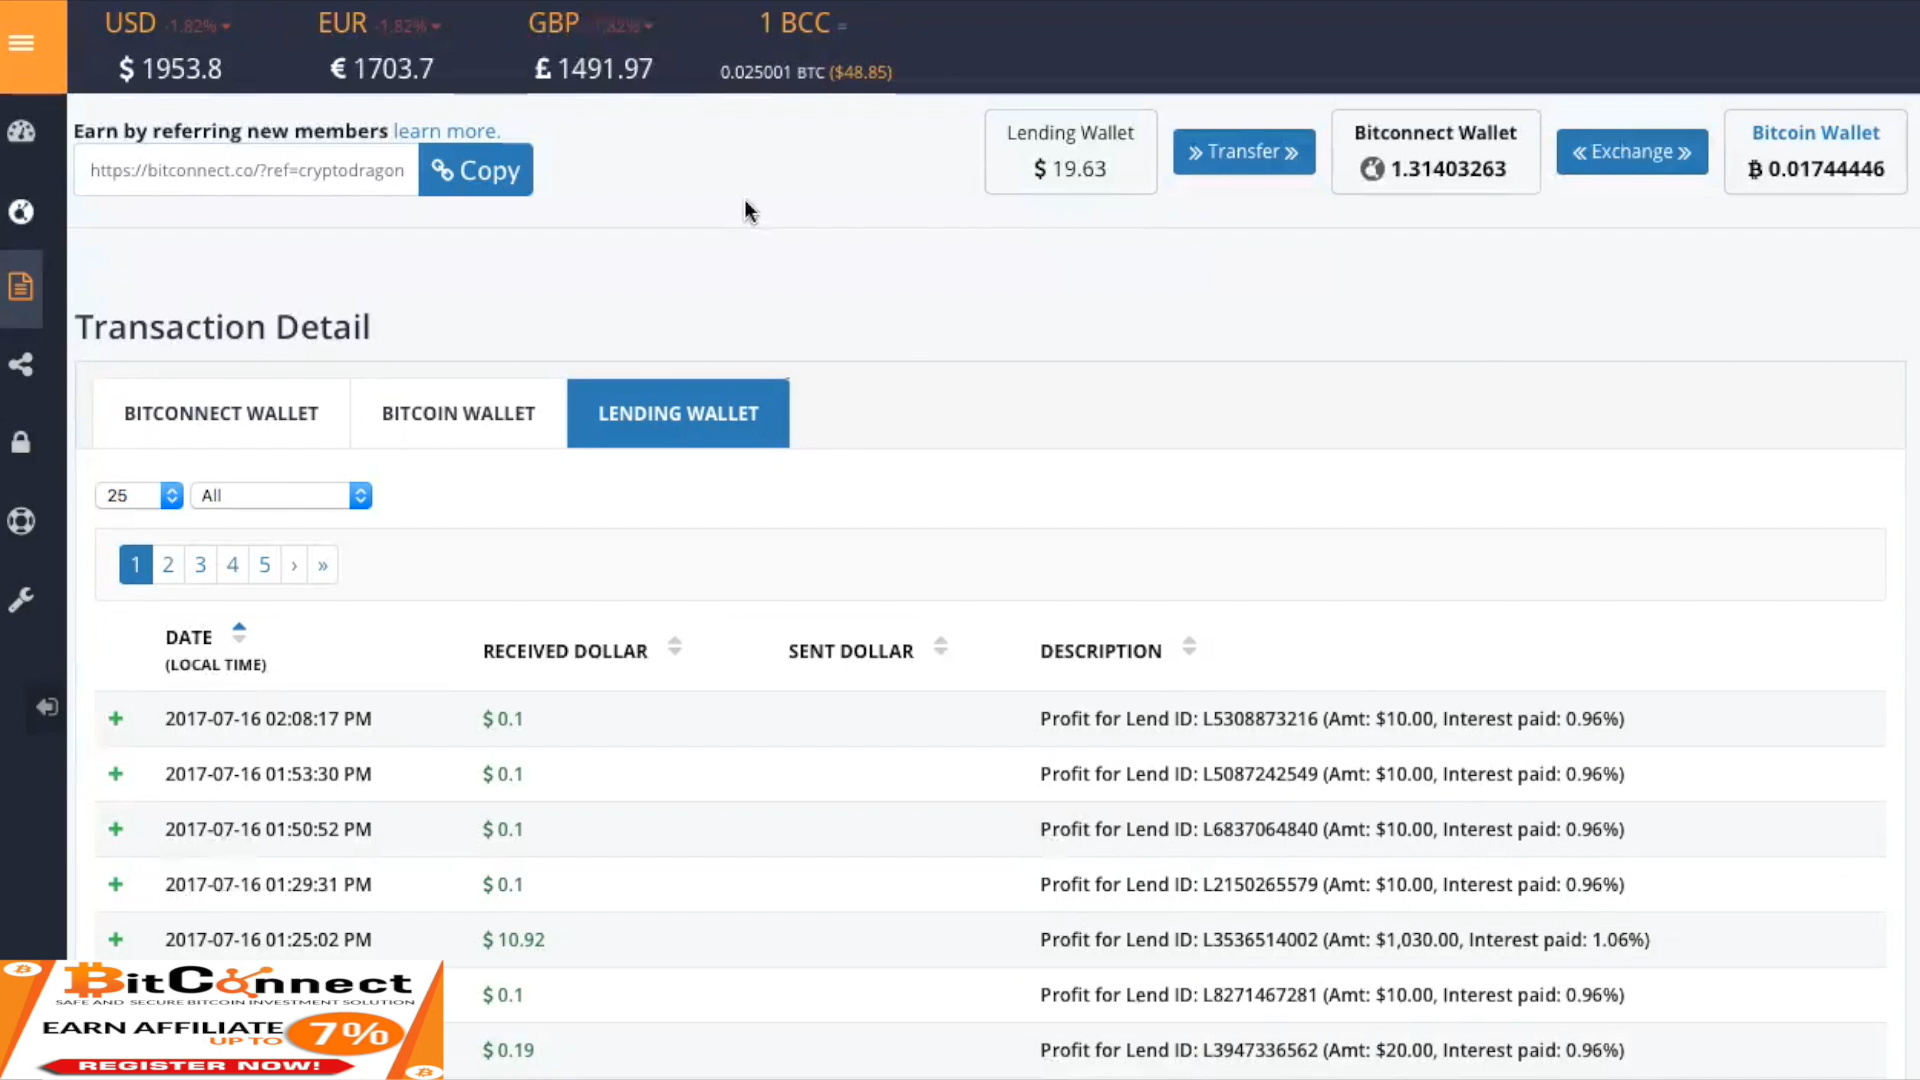 USD -1.82%
EUR -1.82%
GBP -1.82%
1 BCC =
$ 1953.8
€ 1703.7
£ 1491.97
0.025001 BTC ($48.85)
Earn by referring new members learn more.
https://bitconnect.co/?ref=cryptodragon
Copy
Lending Wallet
$ 19.63
» Transfer »
Bitconnect Wallet
1.31403263
« Exchange »
Bitcoin Wallet
฿ 0.01744446
Transaction Detail
BITCONNECT WALLET
BITCOIN WALLET
LENDING WALLET
25
All
1 2 3 4 5 › »
DATE
(LOCAL TIME)
RECEIVED DOLLAR
SENT DOLLAR
DESCRIPTION
+ 2017-07-16 02:08:17 PM $ 0.1 Profit for Lend ID: L5308873216 (Amt: $10.00, Interest paid: 0.96%)
+ 2017-07-16 01:53:30 PM $ 0.1 Profit for Lend ID: L5087242549 (Amt: $10.00, Interest paid: 0.96%)
+ 2017-07-16 01:50:52 PM $ 0.1 Profit for Lend ID: L6837064840 (Amt: $10.00, Interest paid: 0.96%)
+ 2017-07-16 01:29:31 PM $ 0.1 Profit for Lend ID: L2150265579 (Amt: $10.00, Interest paid: 0.96%)
+ 2017-07-16 01:25:02 PM $ 10.92 Profit for Lend ID: L3536514002 (Amt: $1,030.00, Interest paid: 1.06%)
$ 0.1 Profit for Lend ID: L8271467281 (Amt: $10.00, Interest paid: 0.96%)
$ 0.19 Profit for Lend ID: L3947336562 (Amt: $20.00, Interest paid: 0.96%)
BitConnect
SAFE AND SECURE BITCOIN INVESTMENT SOLUTION
EARN AFFILIATE
UP TO
7%
REGISTER NOW!